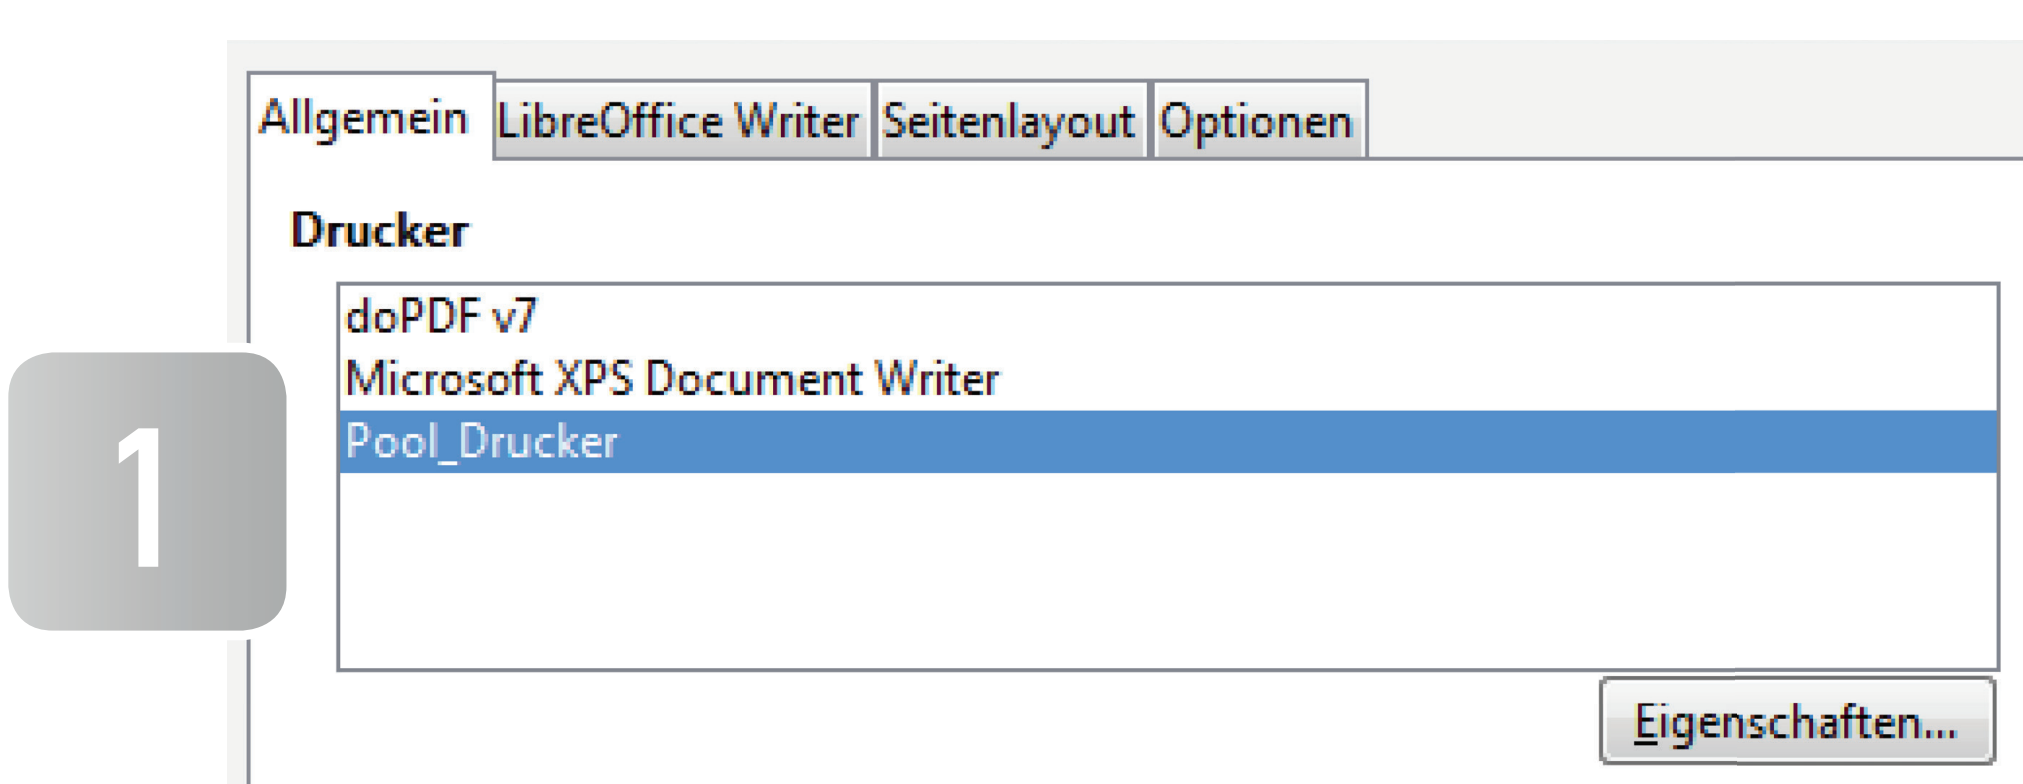 Allgemein LibreOffice Writer Seitenlayout Optionen
Drucker
doPDF v7
Microsoft XPS Document Writer
Pool_Drucker
1
Eigenschaften...